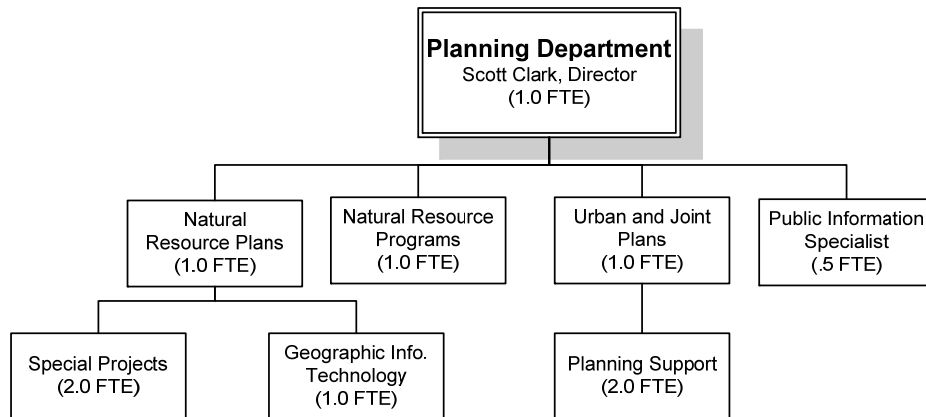 Planning Department
Scott Clark, Director
(1.0 FTE)
Natural
Resource Plans
(1.0 FTE)
Natural Resource
Programs
(1.0 FTE)
Urban and Joint
Plans
(1.0 FTE)
Public Information
Specialist
(.5 FTE)
Special Projects
(2.0 FTE)
Geographic Info.
Technology
(1.0 FTE)
Planning Support
(2.0 FTE)